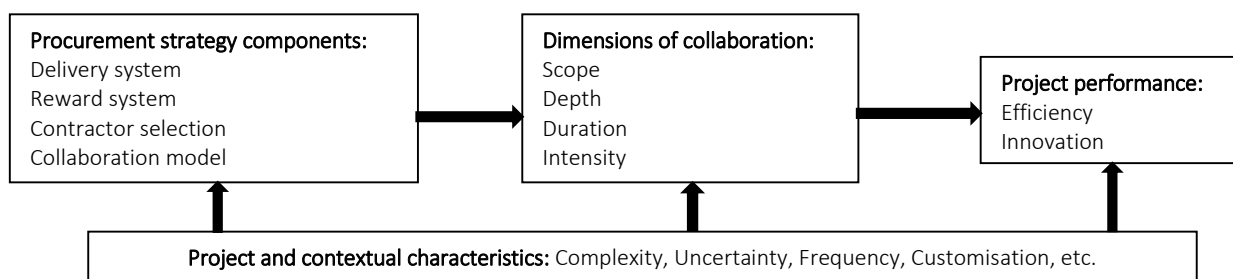 Procurement strategy components:
Delivery system
Reward system
Contractor selection
Collaboration model
Dimensions of collaboration:
Scope
Depth
Duration
Intensity
Project performance:
Efficiency
Innovation
Project and contextual characteristics: Complexity, Uncertainty, Frequency, Customisation, etc.